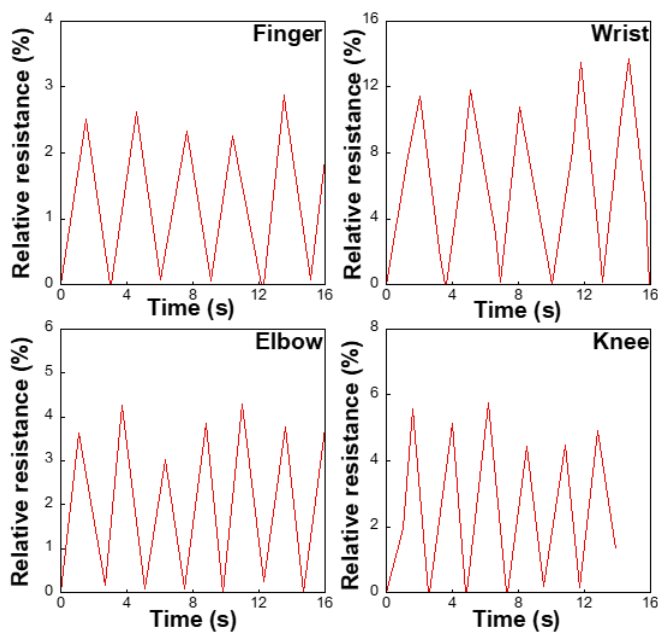 Finger
Relative resistance (%)
4
3
2
1
0
0 4 8 12 16
Time (s)
Wrist
Relative resistance (%)
16
12
8
4
0
0 4 8 12 16
Time (s)
Elbow
Relative resistance (%)
6
5
4
3
2
1
0
0 4 8 12 16
Time (s)
Knee
Relative resistance (%)
8
6
4
2
0
0 4 8 12 16
Time (s)